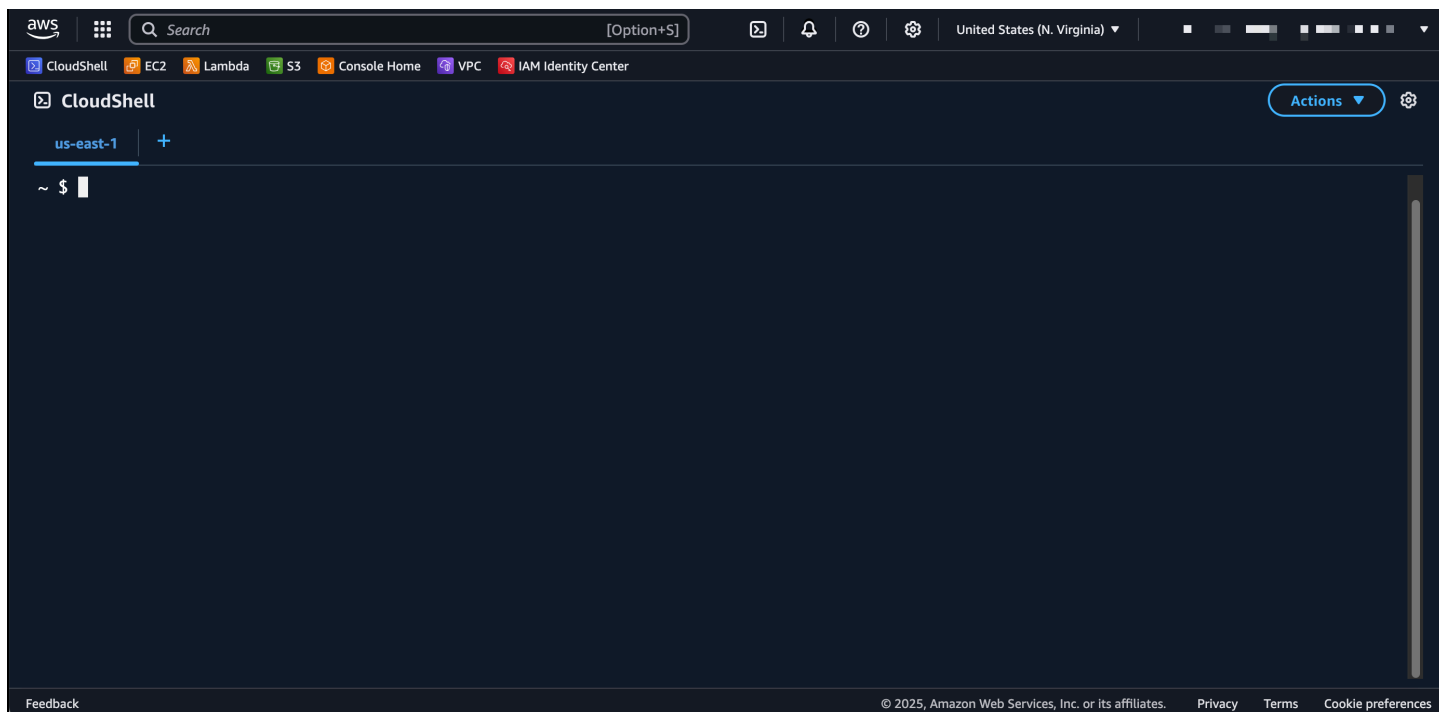 aws Search [Option+S] United States (N. Virginia)
CloudShell EC2 Lambda S3 Console Home VPC IAM Identity Center
CloudShell Actions
us-east-1 +
~ $
Feedback © 2025, Amazon Web Services, Inc. or its affiliates. Privacy Terms Cookie preferences